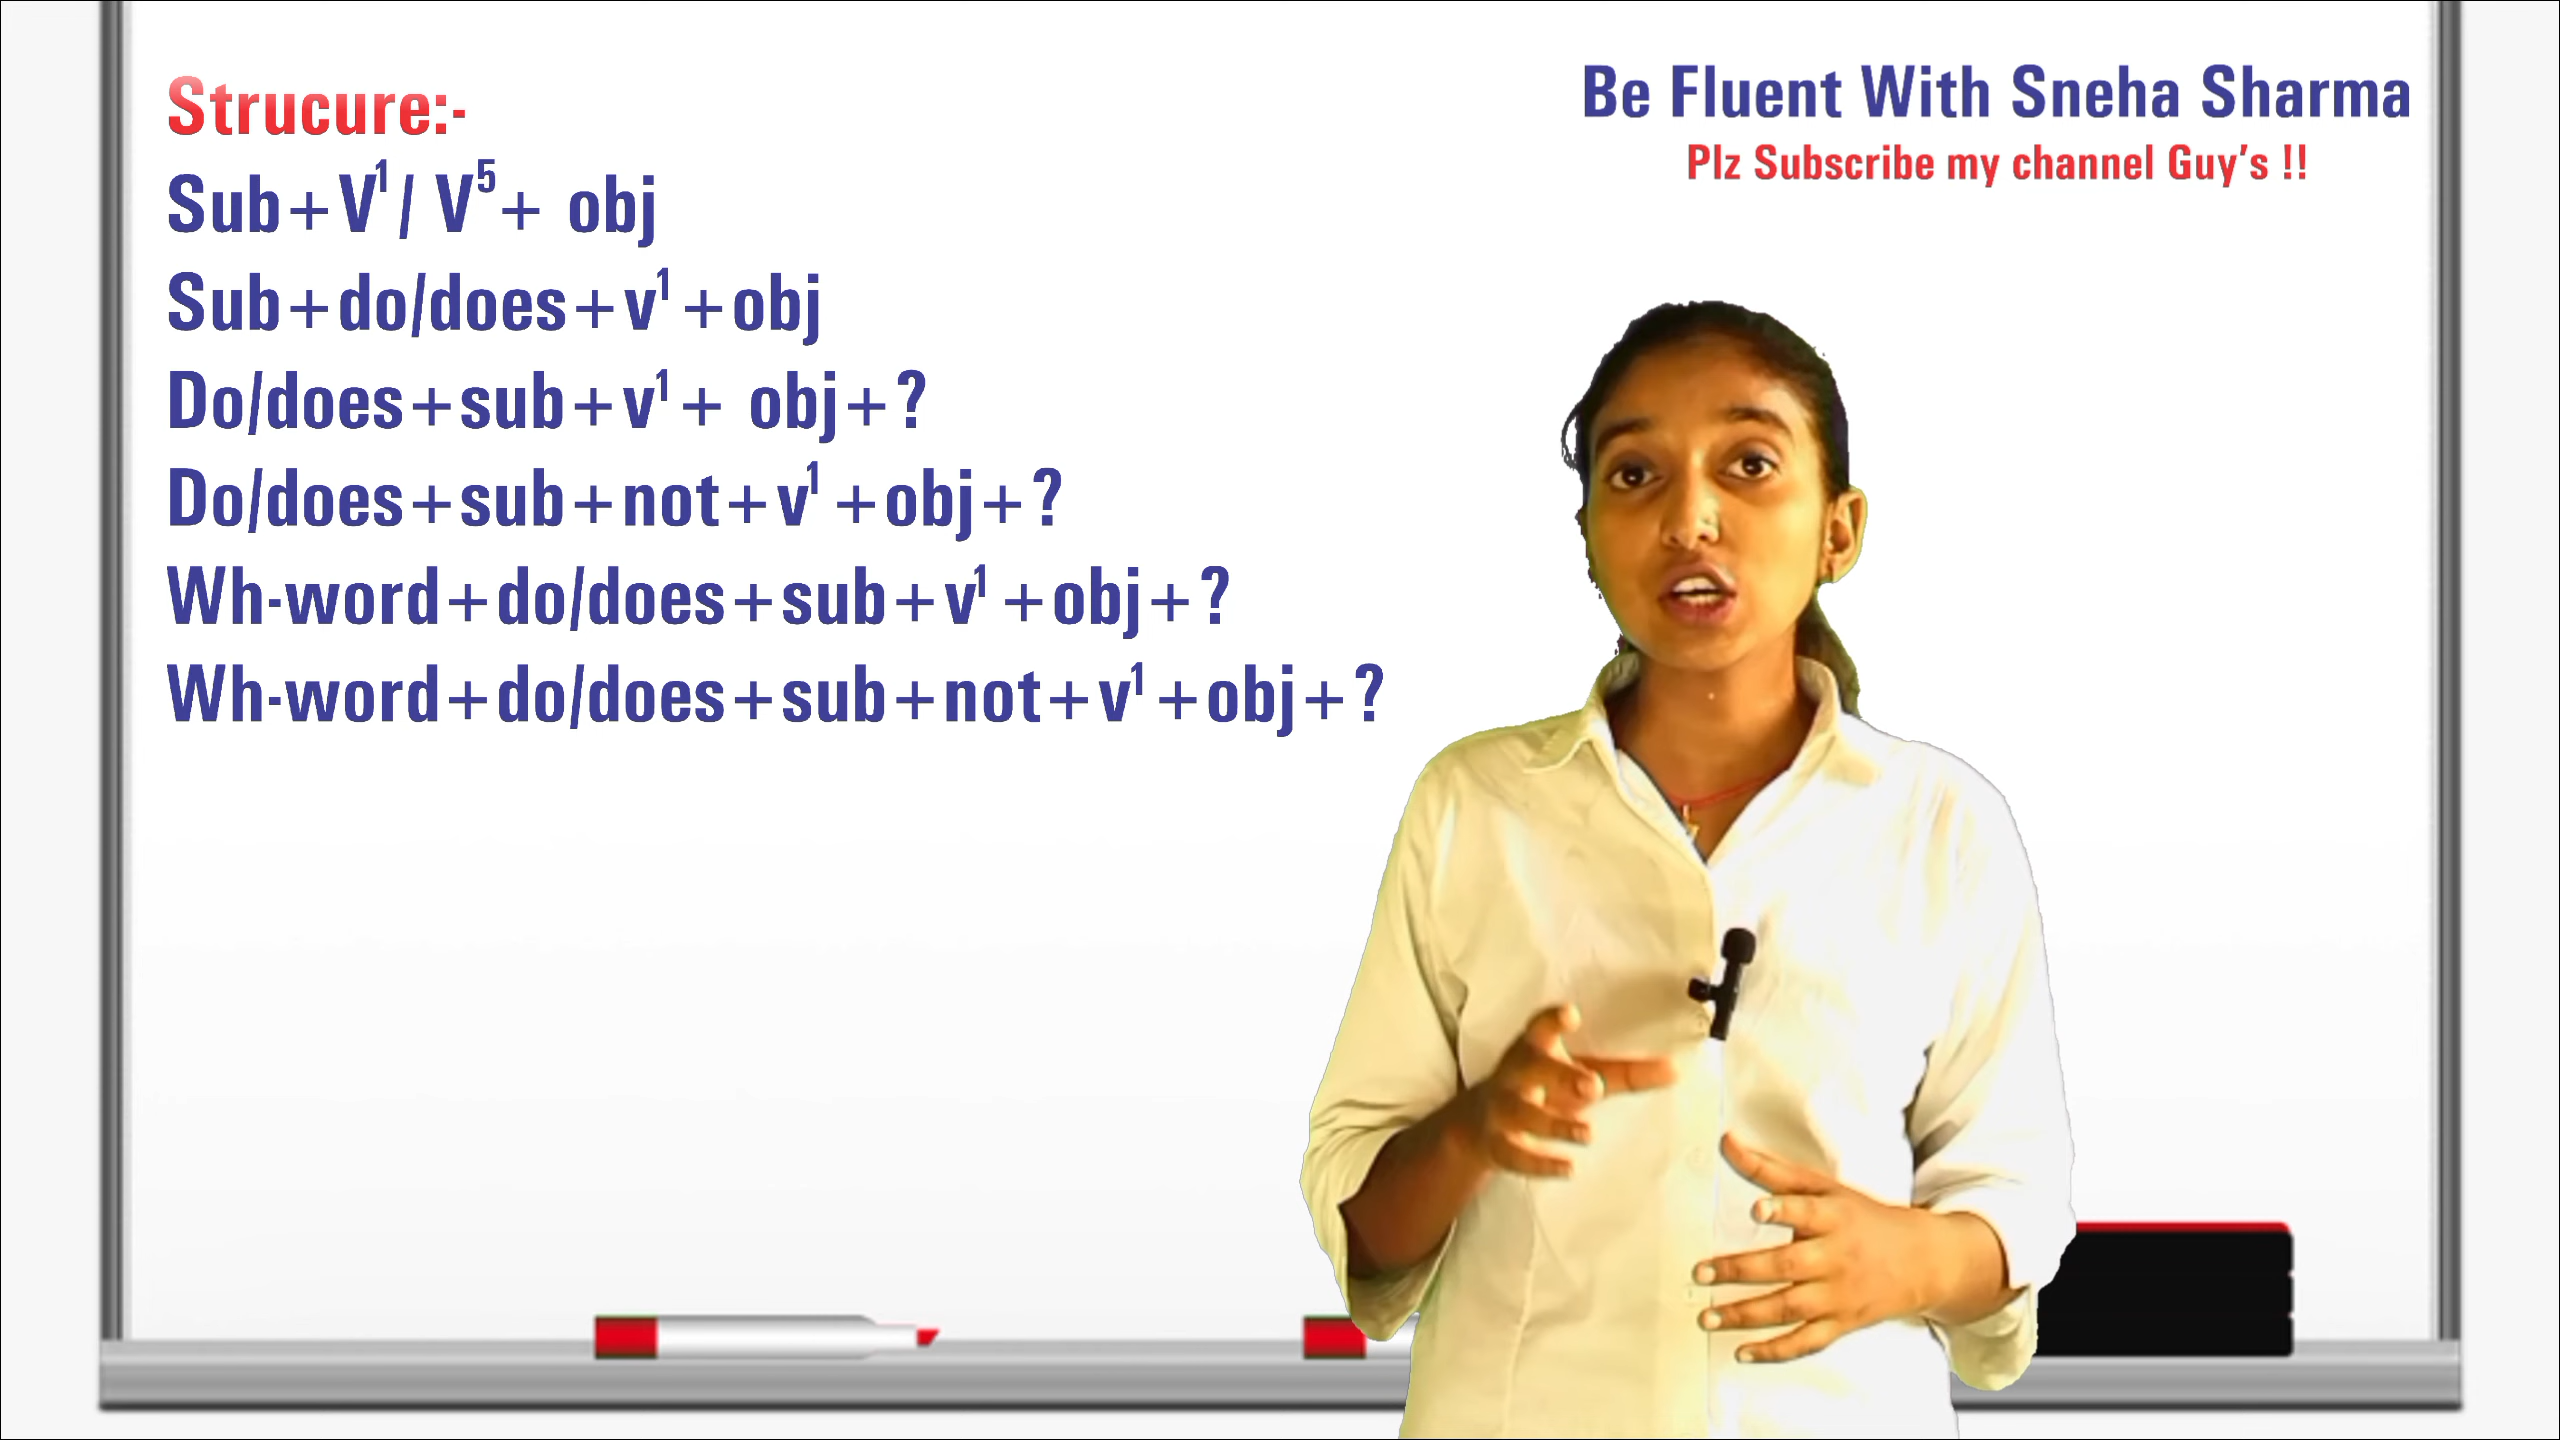 Be Fluent With Sneha Sharma
Plz Subscribe my channel Guy's !!
Strucure:-
Sub+V¹/ V⁵+ obj
Sub+do/does+v¹+obj
Do/does+sub+v¹+ obj+?
Do/does+sub+not+v¹+obj+?
Wh-word+do/does+sub+v¹+obj+?
Wh-word+do/does+sub+not+v¹+obj+?